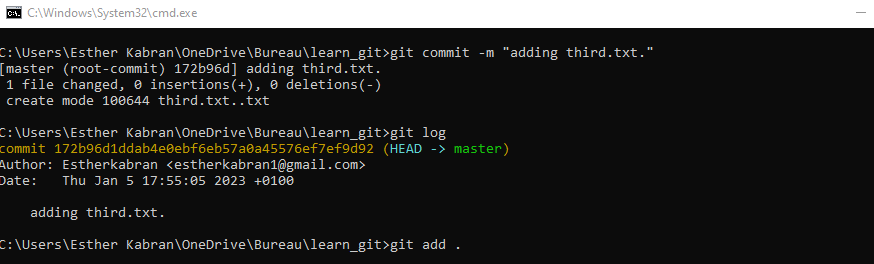 C:\Windows\System32\cmd.exe
C:\Users\Esther Kabran\OneDrive\Bureau\learn_git>git commit -m "adding third.txt."
[master (root-commit) 172b96d] adding third.txt.
 1 file changed, 0 insertions(+), 0 deletions(-)
 create mode 100644 third.txt..txt
C:\Users\Esther Kabran\OneDrive\Bureau\learn_git>git log
commit 172b96d1ddab4e0ebf6eb57a0a45576ef7ef9d92 (HEAD -> master)
Author: Estherkabran <estherkabran1@gmail.com>
Date:   Thu Jan 5 17:55:05 2023 +0100
    adding third.txt.
C:\Users\Esther Kabran\OneDrive\Bureau\learn_git>git add .